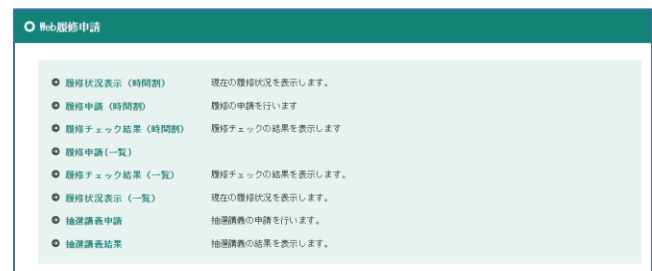 Web履修申請
履修状況表示（時間割） 現在の履修状況を表示します。
履修申請（時間割） 履修の申請を行います
履修チェック結果（時間割） 履修チェックの結果を表示します
履修申請(一覧)
履修チェック結果（一覧） 履修チェックの結果を表示します。
履修状況表示（一覧） 現在の履修状況を表示します。
抽選講義申請 抽選講義の申請を行います。
抽選講義結果 抽選講義の結果を表示します。